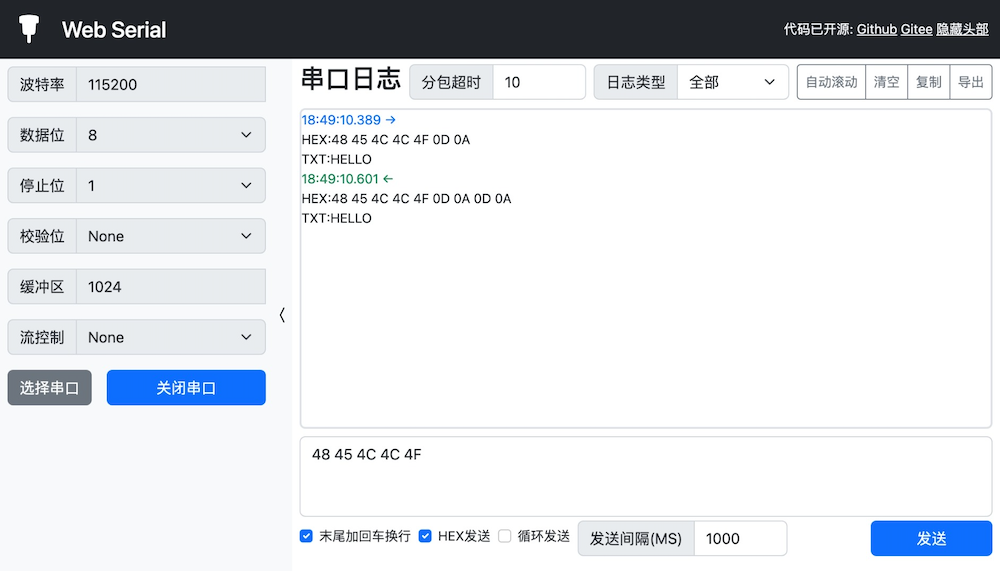 Web Serial
代码已开源: Github Gitee 隐藏头部
波特率 115200
数据位 8
停止位 1
校验位 None
缓冲区 1024
流控制 None
选择串口 关闭串口
串口日志 分包超时 10 日志类型 全部 自动滚动 清空 复制 导出
18:49:10.389 →
HEX:48 45 4C 4C 4F 0D 0A
TXT:HELLO
18:49:10.601 ←
HEX:48 45 4C 4C 4F 0D 0A 0D 0A
TXT:HELLO
48 45 4C 4C 4F
末尾加回车换行 HEX发送 循环发送 发送间隔(MS) 1000 发送